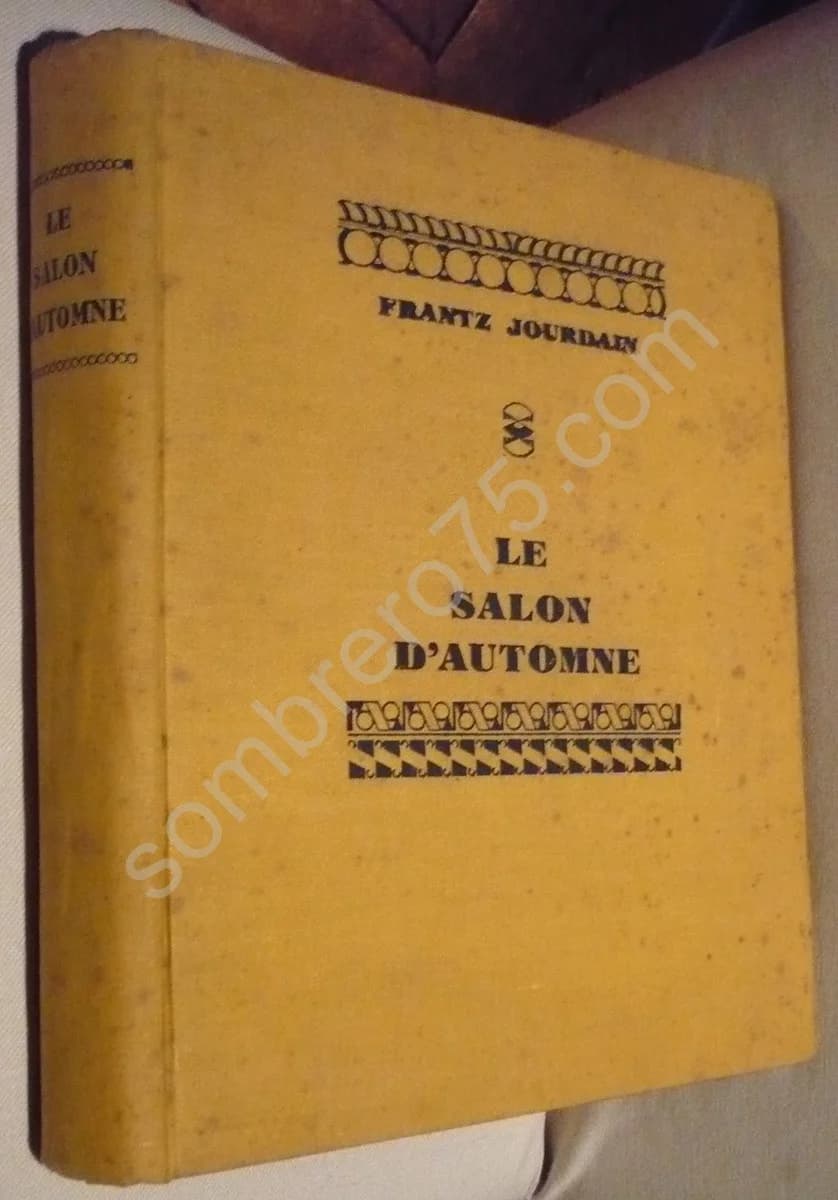 LE
SALON
D'AUTOMNE
FRANTZ JOURDAIN
LE
SALON
D'AUTOMNE
sombrero75.com